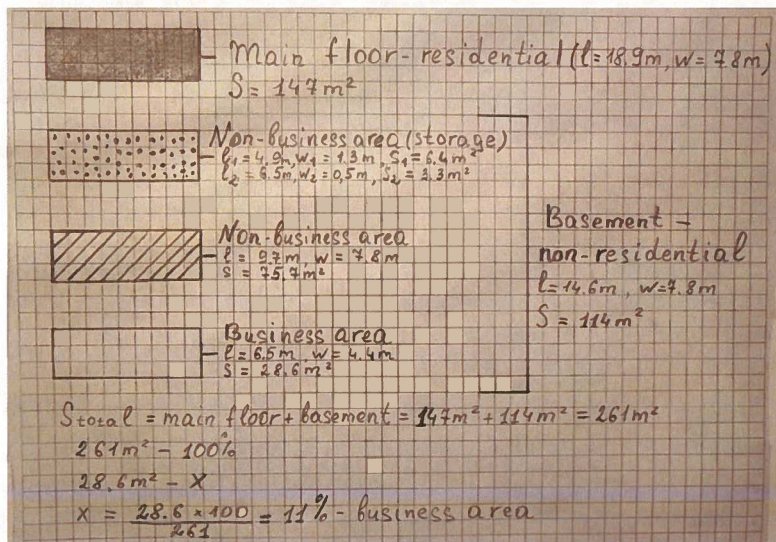 Main floor-residential (l=18.9m, w=7.8m)
S = 147m²
Non-business area (storage)
l₁=4.9m, w₁=1.3m, S₁=6.4m²
l₂=6.5m, w₂=0,5m, S₂=3.3m²
Non-business area
l=9.7m, w=7.8m
S=75.7m²
Business area
l=6.5m, w=4.4m
S=28.6m²
Basement -
non-residential
l=14.6m, w=7.8m
S=114m²
Stotal = main floor + basement = 147m² + 114m² = 261m²
261m² - 100%
28.6m² - X
X = 28.6 × 100 / 261 = 11% - business area